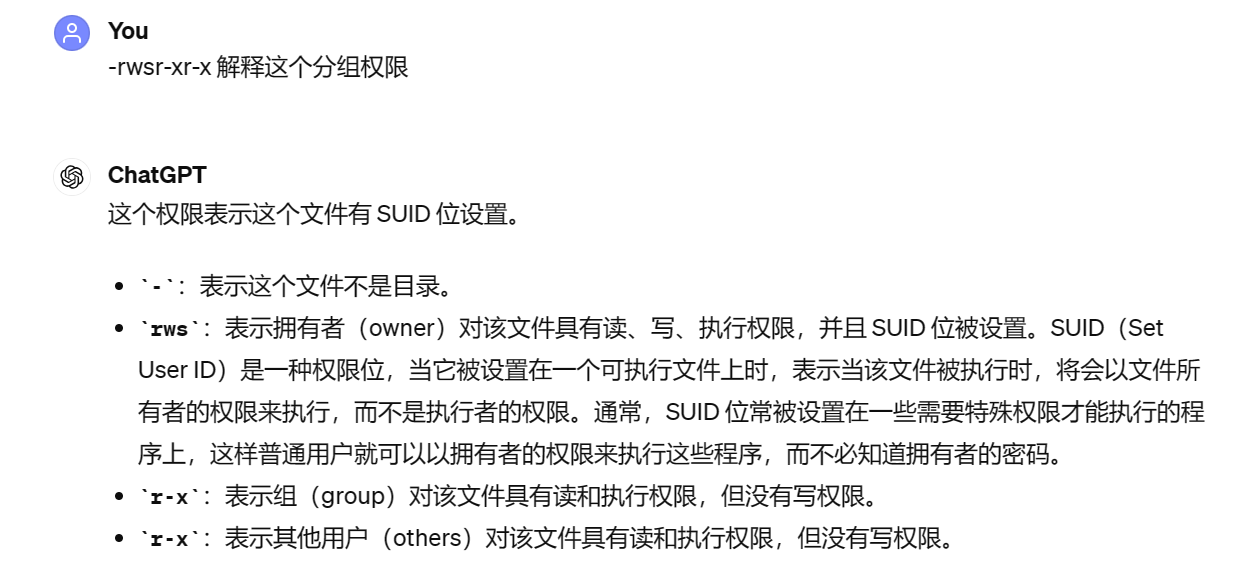 You
-rwsr-xr-x 解释这个分组权限
ChatGPT
这个权限表示这个文件有 SUID 位设置。
• `-`：表示这个文件不是目录。
• `rws`：表示拥有者（owner）对该文件具有读、写、执行权限，并且 SUID 位被设置。SUID（Set
User ID）是一种权限位，当它被设置在一个可执行文件上时，表示当该文件被执行时，将会以文件所
有者的权限来执行，而不是执行者的权限。通常，SUID 位常被设置在一些需要特殊权限才能执行的程
序上，这样普通用户就可以以拥有者的权限来执行这些程序，而不必知道拥有者的密码。
• `r-x`：表示组（group）对该文件具有读和执行权限，但没有写权限。
• `r-x`：表示其他用户（others）对该文件具有读和执行权限，但没有写权限。